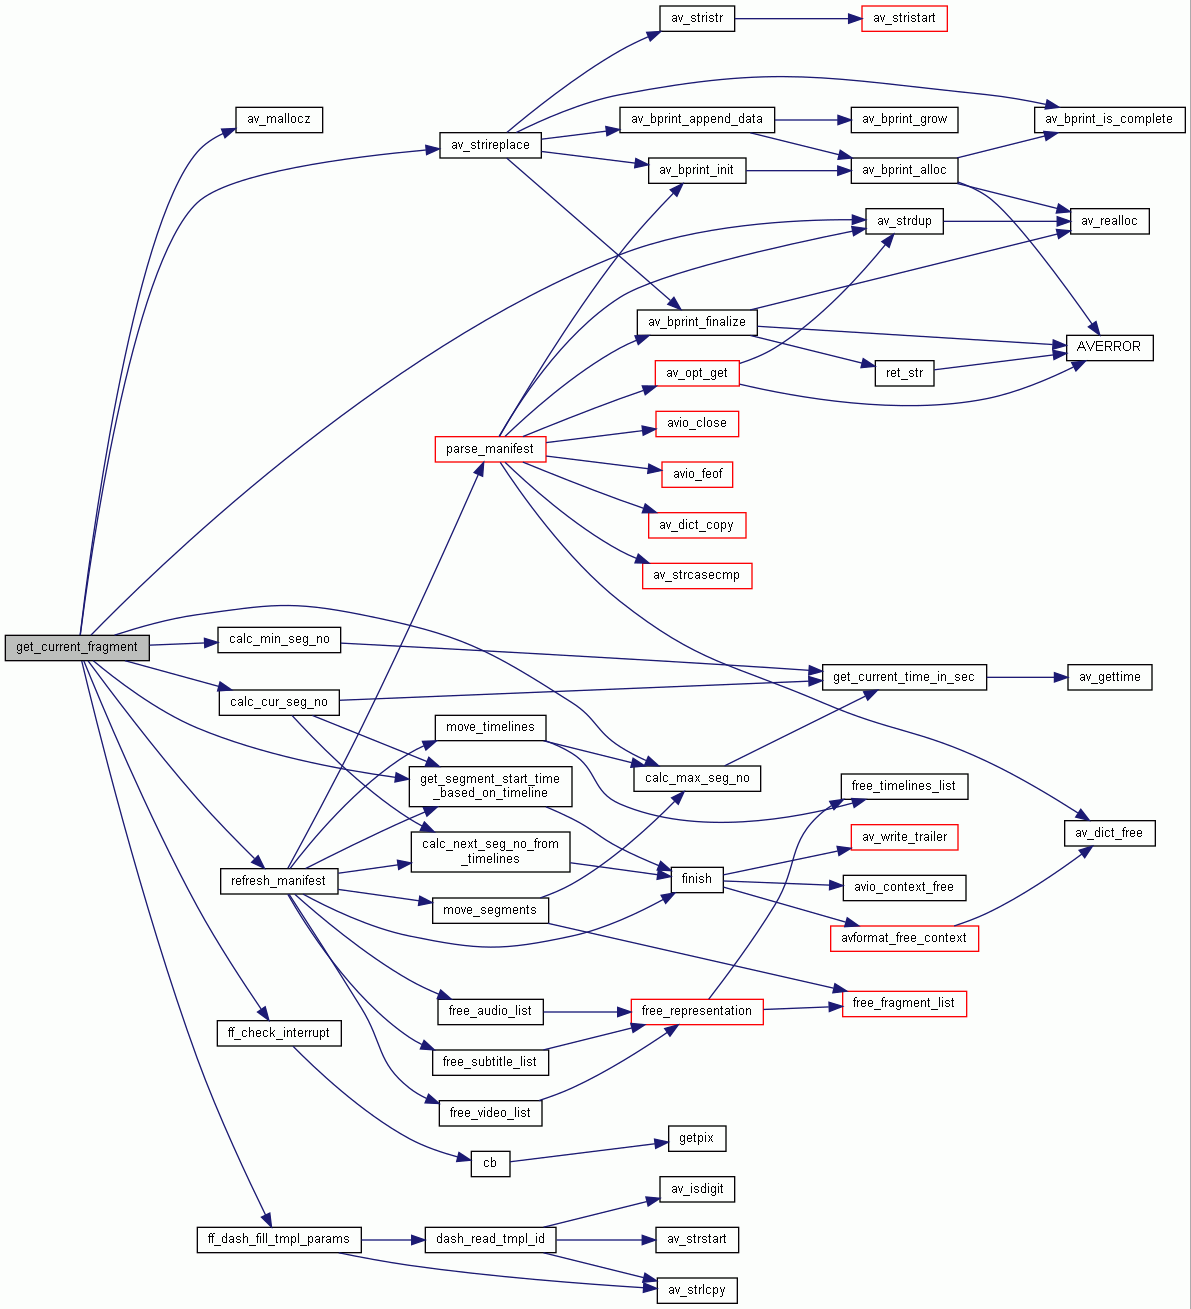 av_stristr
av_stristart
av_mallocz
av_strireplace
av_bprint_append_data
av_bprint_grow
av_bprint_is_complete
av_bprint_init
av_bprint_alloc
av_strdup
av_realloc
av_bprint_finalize
AVERROR
av_opt_get
ret_str
avio_close
parse_manifest
avio_feof
av_dict_copy
av_strcasecmp
get_current_fragment
calc_min_seg_no
get_current_time_in_sec
av_gettime
calc_cur_seg_no
move_timelines
get_segment_start_time
_based_on_timeline
calc_max_seg_no
free_timelines_list
calc_next_seg_no_from
_timelines
av_write_trailer
av_dict_free
refresh_manifest
finish
avio_context_free
move_segments
avformat_free_context
free_audio_list
free_representation
free_fragment_list
ff_check_interrupt
free_subtitle_list
free_video_list
cb
getpix
av_isdigit
ff_dash_fill_tmpl_params
dash_read_tmpl_id
av_strstart
av_strlcpy